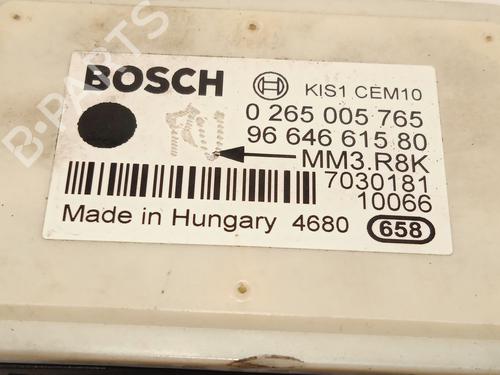 BOSCH KIS1 CEM10
0 265 005 765
96 646 615 80
MM3.R8K
7030181
10066
Made in Hungary 4680 658
B-PARTS